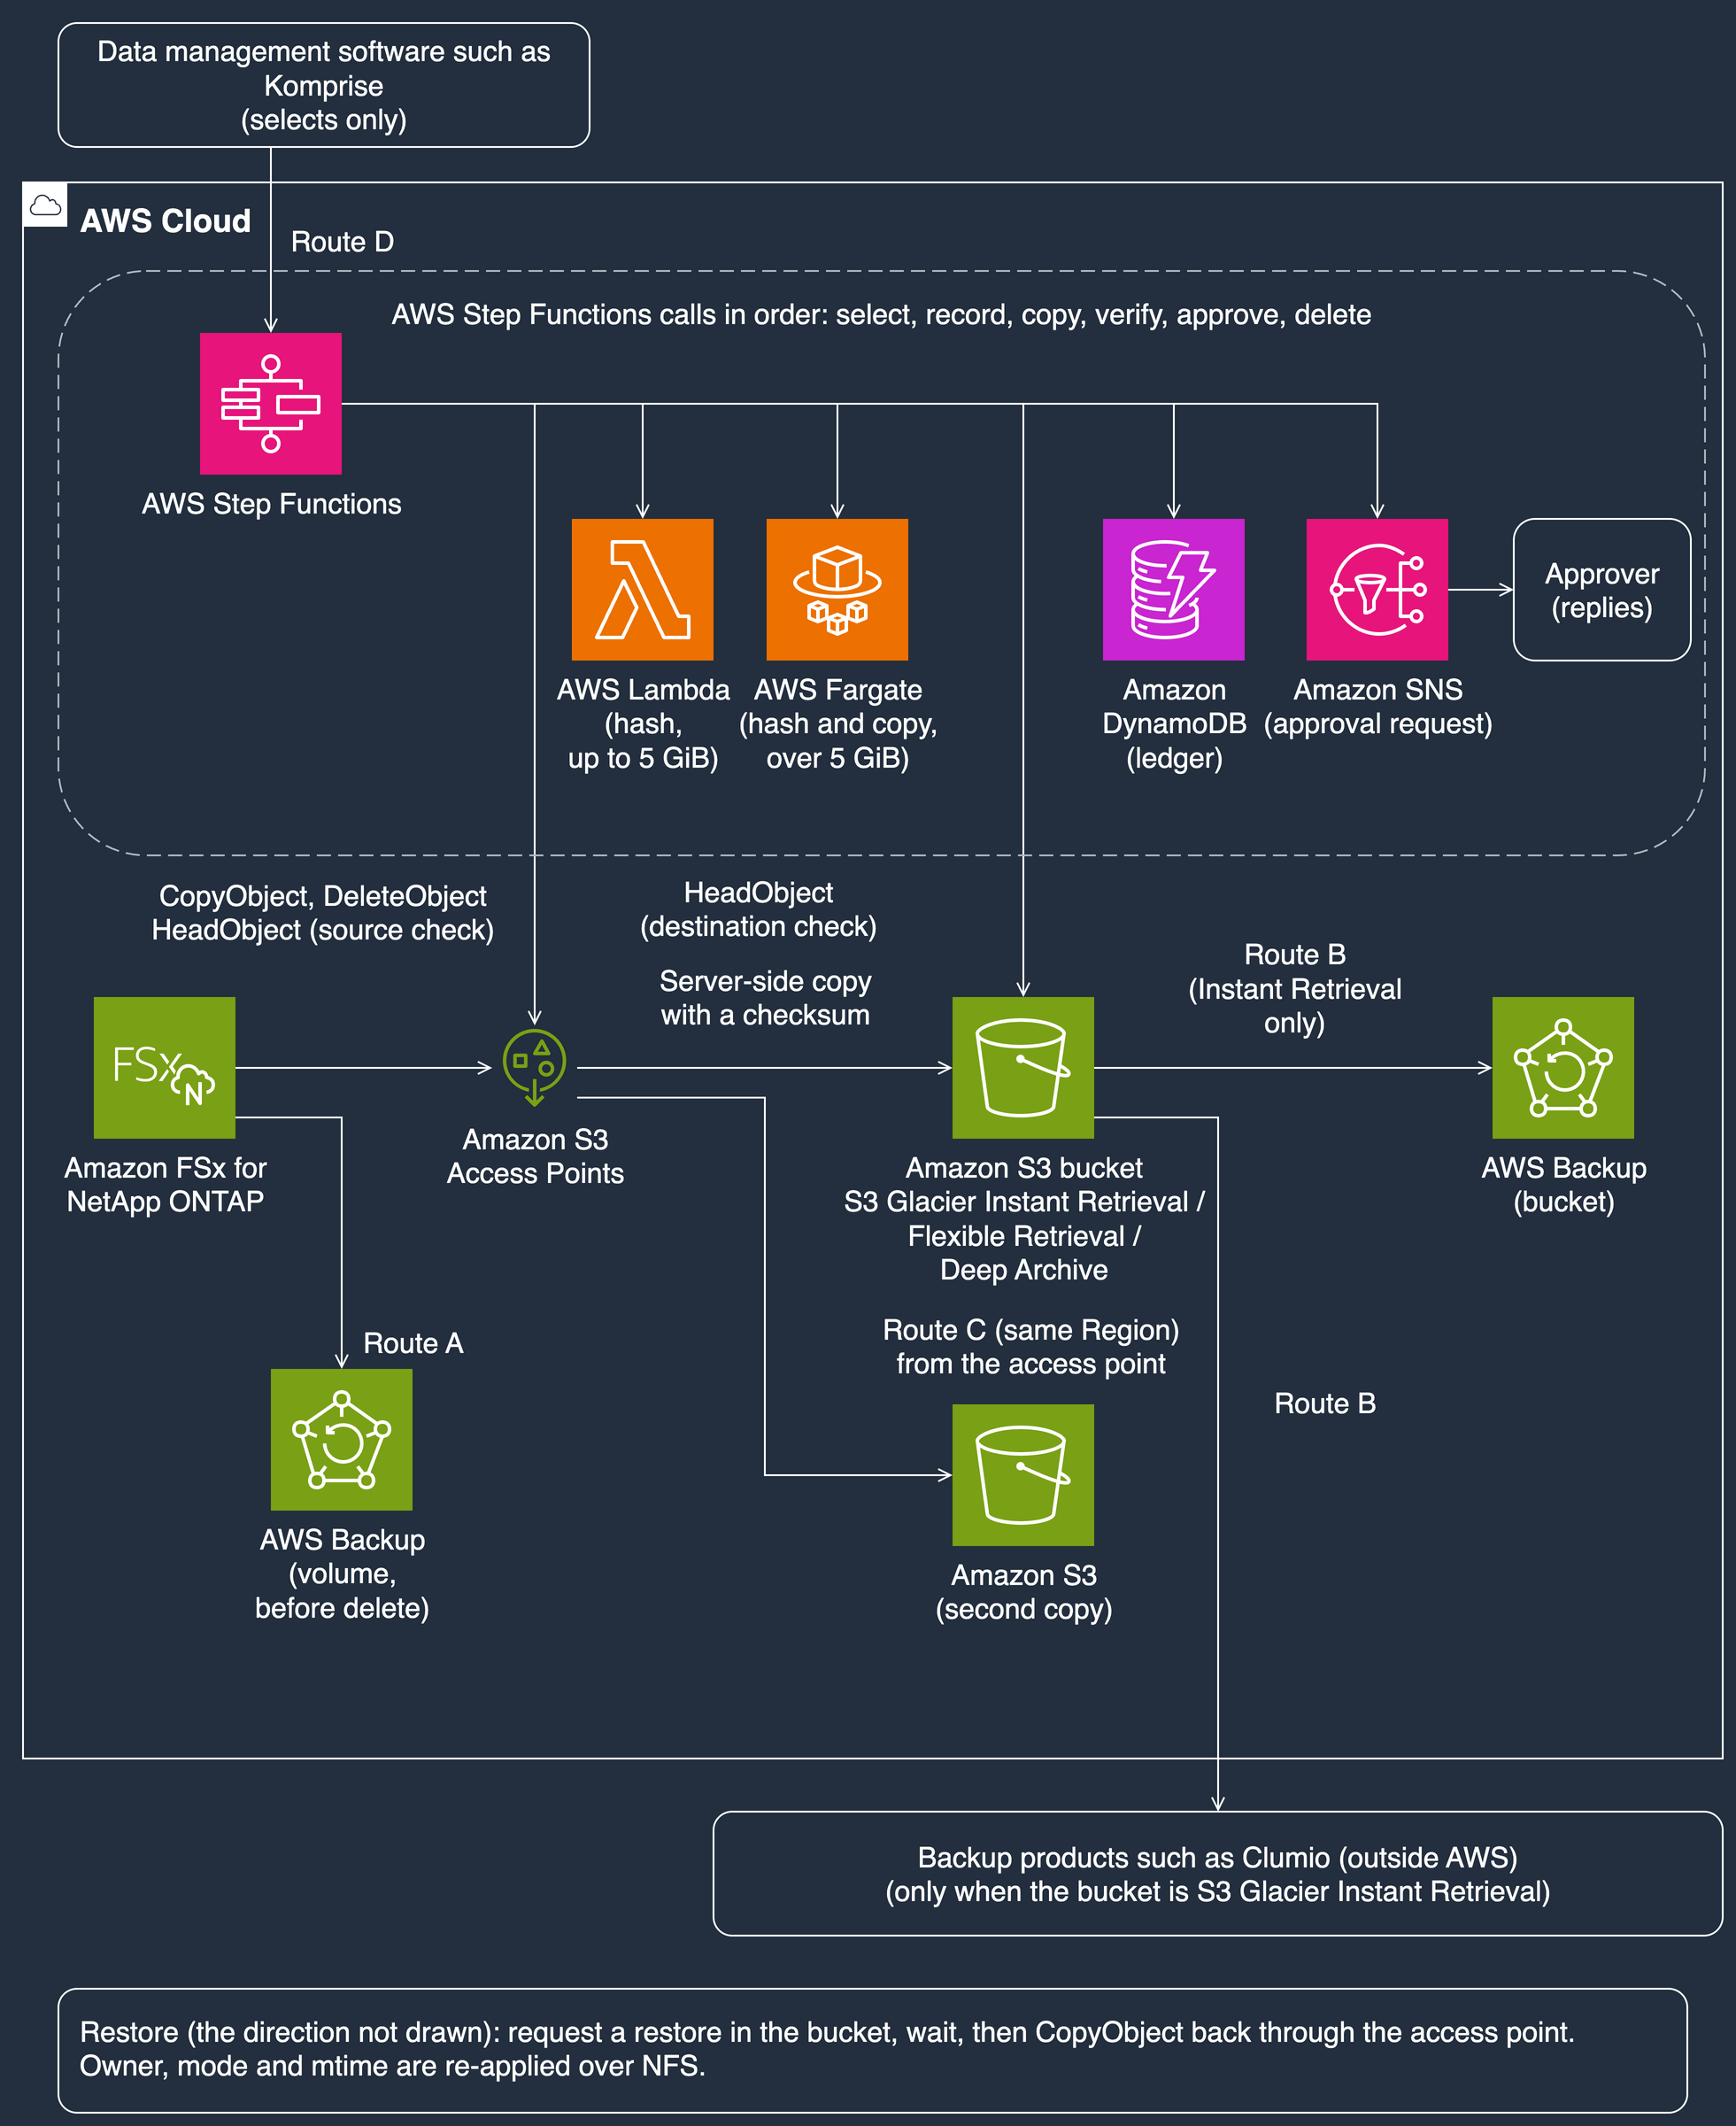 Data management software such as
Komprise
(selects only)
AWS Cloud
Route D
AWS Step Functions calls in order: select, record, copy, verify, approve, delete
AWS Step Functions
AWS Lambda
(hash,
up to 5 GiB)
AWS Fargate
(hash and copy,
over 5 GiB)
Amazon
DynamoDB
(ledger)
Amazon SNS
(approval request)
Approver
(replies)
CopyObject, DeleteObject
HeadObject (source check)
HeadObject
(destination check)
Server-side copy
with a checksum
Route B
(Instant Retrieval
only)
FSx
N
Amazon FSx for
NetApp ONTAP
Amazon S3
Access Points
Amazon S3 bucket
S3 Glacier Instant Retrieval /
Flexible Retrieval /
Deep Archive
AWS Backup
(bucket)
Route A
Route C (same Region)
from the access point
Route B
AWS Backup
(volume,
before delete)
Amazon S3
(second copy)
Backup products such as Clumio (outside AWS)
(only when the bucket is S3 Glacier Instant Retrieval)
Restore (the direction not drawn): request a restore in the bucket, wait, then CopyObject back through the access point.
Owner, mode and mtime are re-applied over NFS.